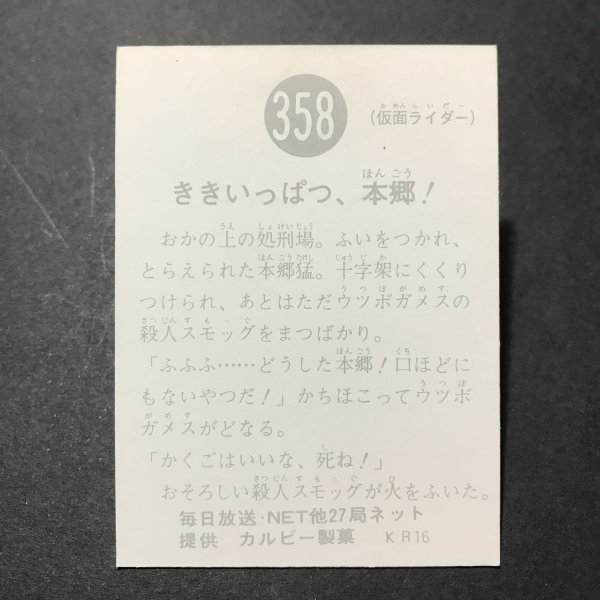 358
(仮面ライダー)
ききいっぱつ、本郷!
おかの上の処刑場。ふいをつかれ、
とらえられた本郷猛。十字架にくくり
つけられ、あとはただウツボガメスの
殺人スモッグをまつばかり。
「ふふふ……どうした本郷!口ほどに
もないやつだ!」かちほこってウツボ
ガメスがどなる。
「かくごはいいな、死ね!」
おそろしい殺人スモッグが火をふいた。
毎日放送・NET他27局ネット
提供 カルビー製菓 KR16